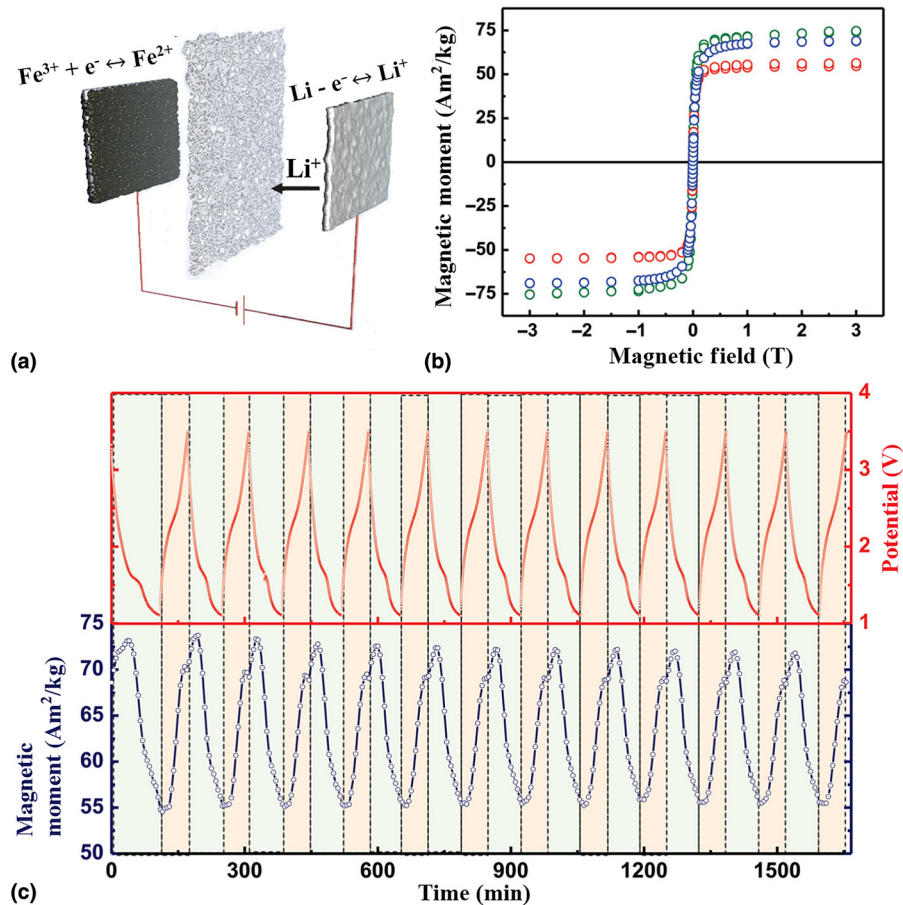 Fe³⁺ + e⁻ ↔ Fe²⁺
Li - e⁻ ↔ Li⁺
Li⁺
(a)
Magnetic moment (Am²/kg)
75
50
25
0
−25
−50
−75
−3 −2 −1 0 1 2 3
Magnetic field (T)
(b)
4
3
2
1
Potential (V)
75
70
65
60
55
50
Magnetic
moment (Am²/kg)
0 300 600 900 1200 1500
Time (min)
(c)